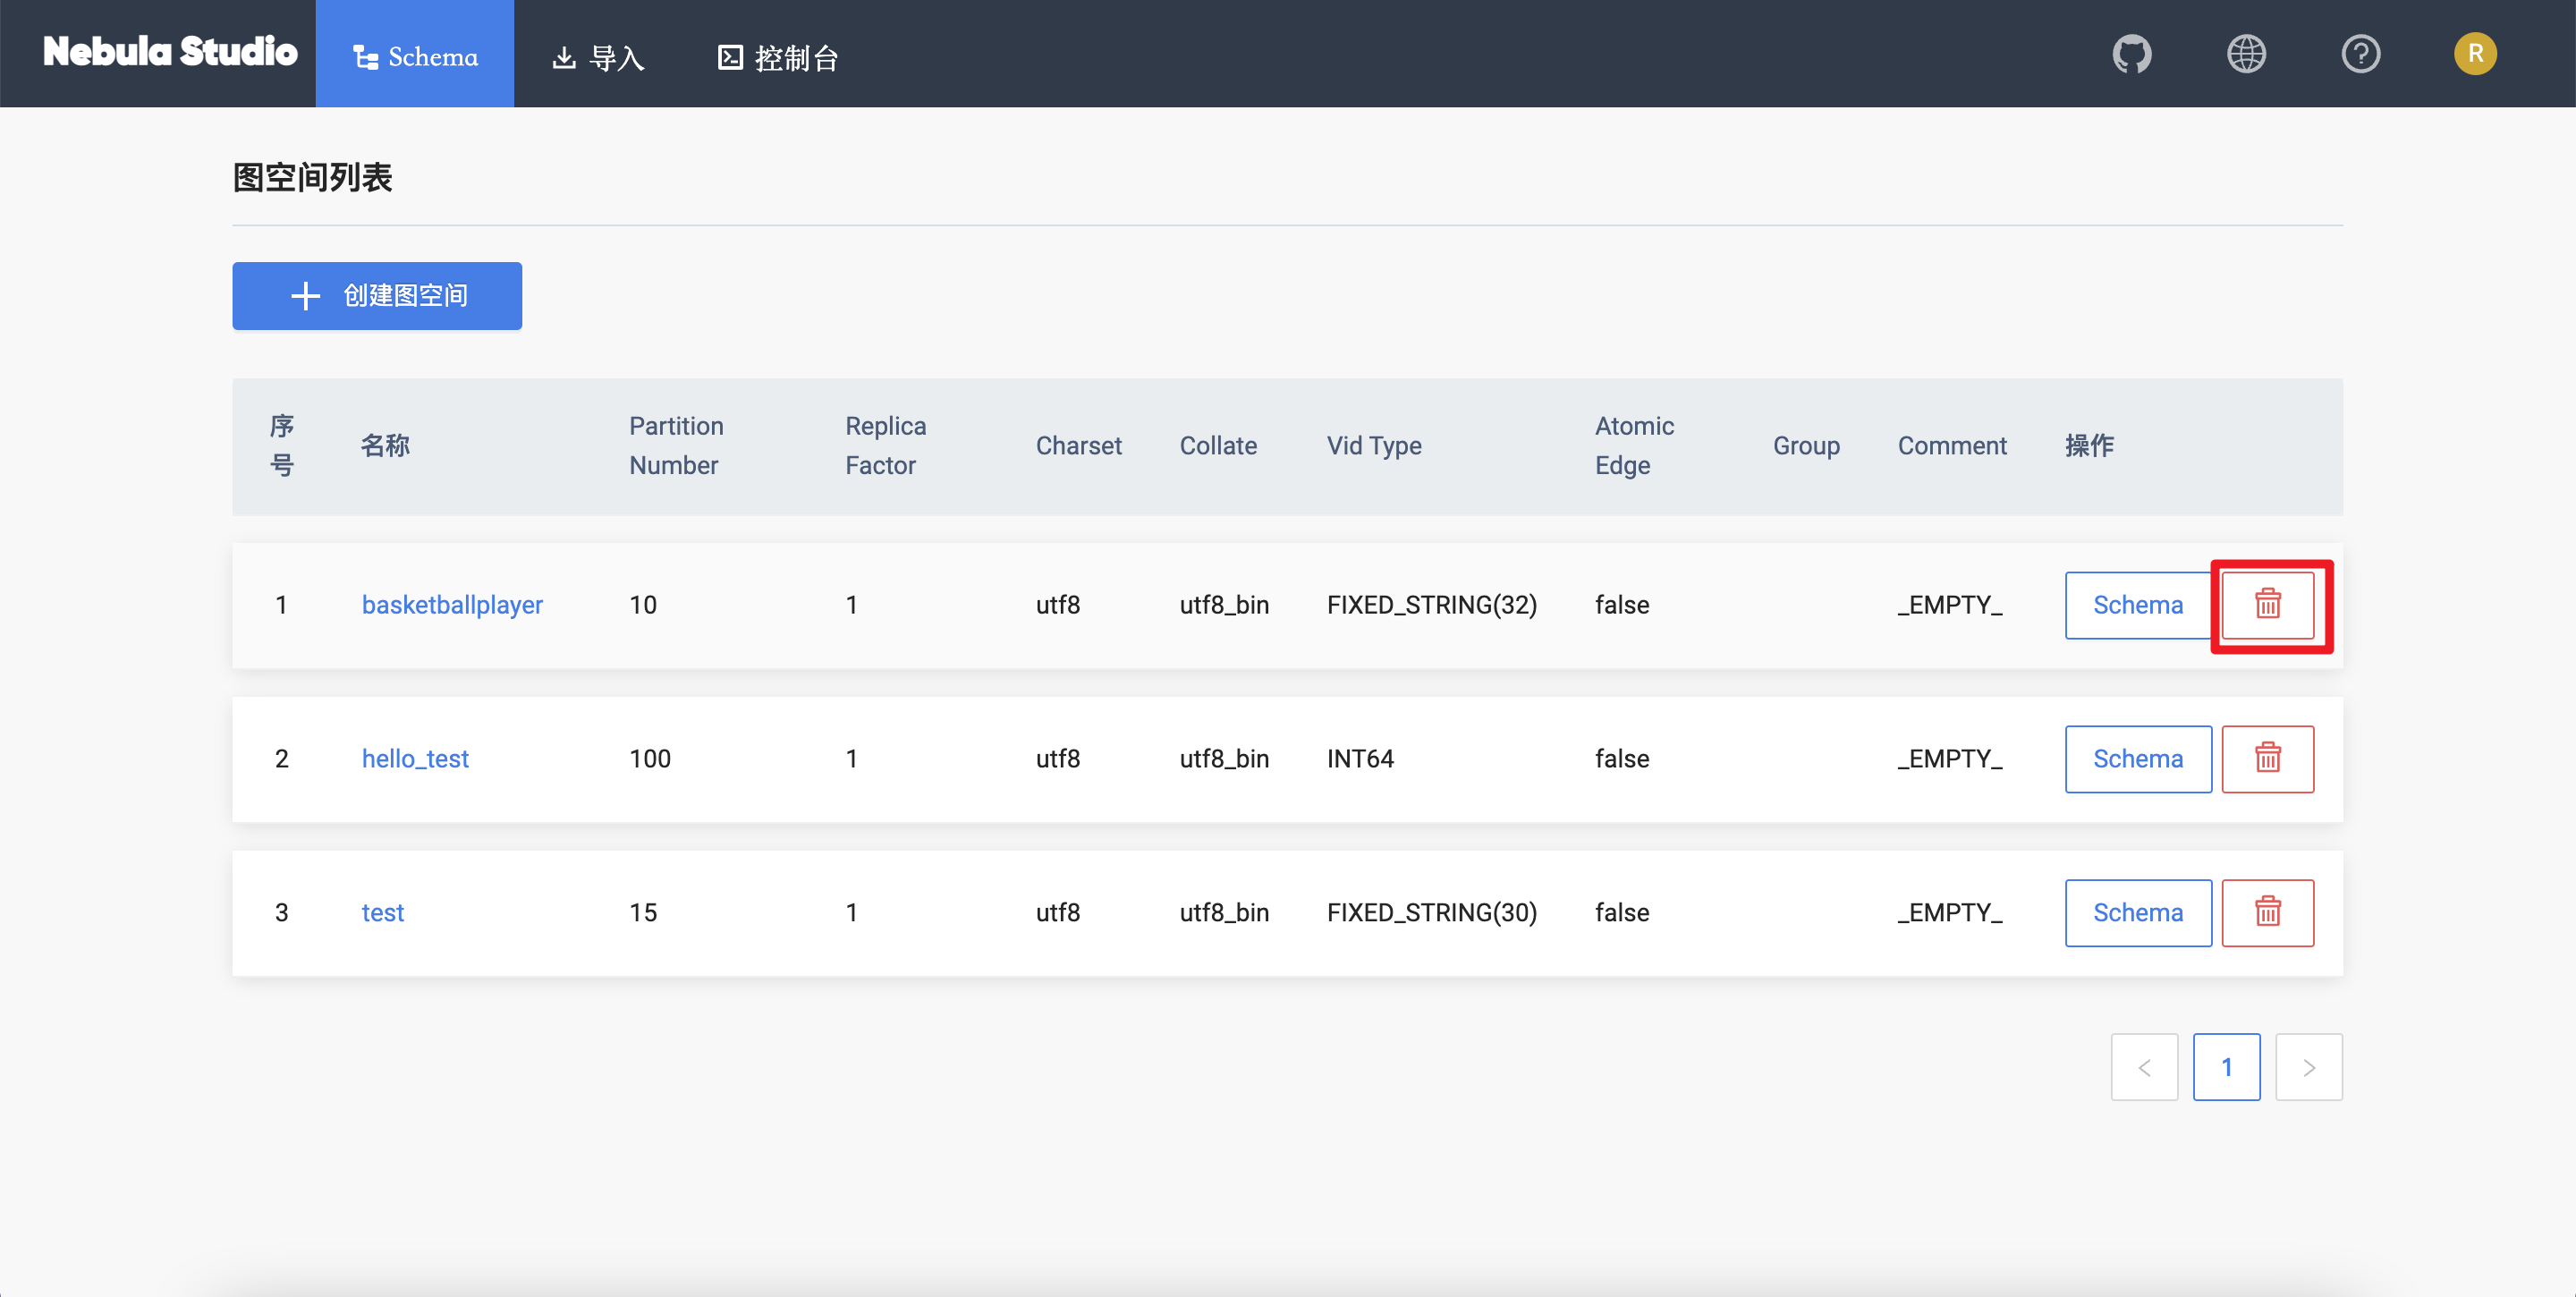 Nebula Studio Schema 导入 控制台 R
图空间列表
创建图空间
序号 名称 Partition Number Replica Factor Charset Collate Vid Type Atomic Edge Group Comment 操作
1 basketballplayer 10 1 utf8 utf8_bin FIXED_STRING(32) false _EMPTY_ Schema
2 hello_test 100 1 utf8 utf8_bin INT64 false _EMPTY_ Schema
3 test 15 1 utf8 utf8_bin FIXED_STRING(30) false _EMPTY_ Schema
< 1 >